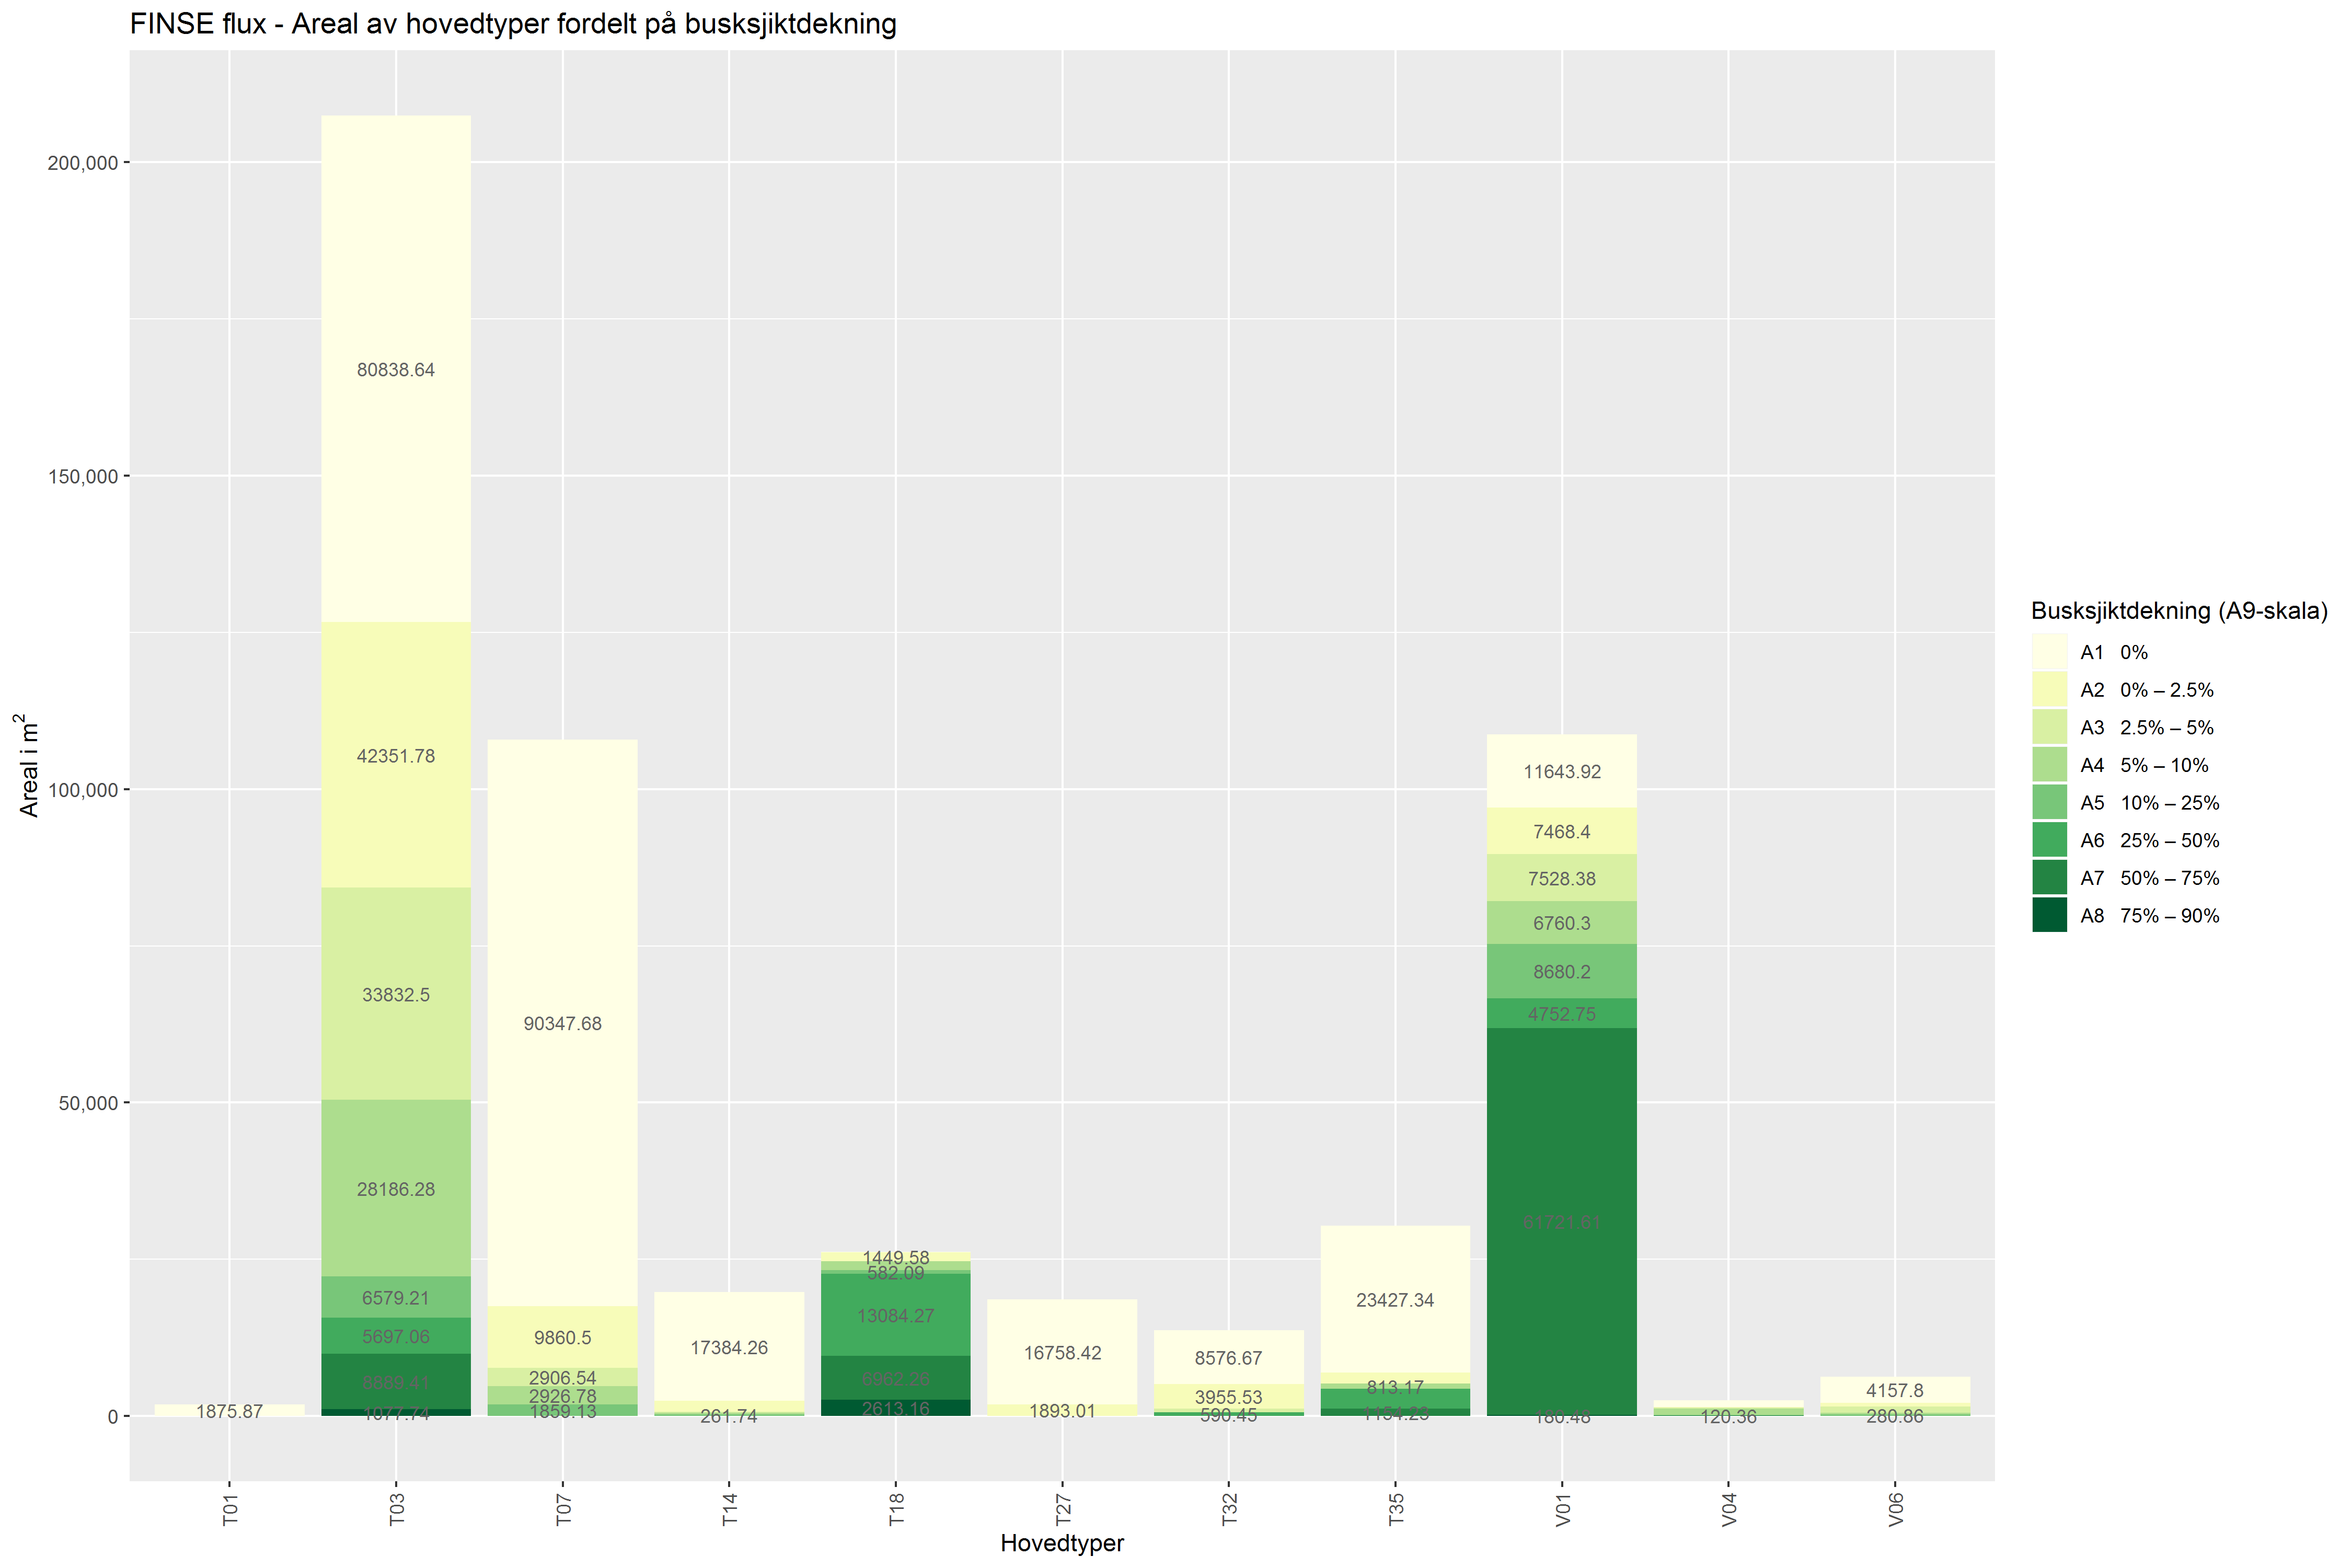 FINSE flux - Areal av hovedtyper fordelt på busksjiktdekning
Areal i m²
200,000
150,000
100,000
50,000
0
80838.64
42351.78
33832.5
28186.28
6579.21
5697.06
1077.74
90347.68
9860.5
2906.54
2926.78
1859.13
1875.87
17384.26
261.74
1449.58
582.09
13084.27
2613.16
16758.42
1893.01
8576.67
3955.53
590.45
23427.34
813.17
11643.92
7468.4
7528.38
6760.3
8680.2
4752.75
61721.61
180.48
120.36
4157.8
280.86
T01
T03
T07
T14
T18
T27
T32
T35
V01
V04
V06
Hovedtyper
Busksjiktdekning (A9-skala)
A1 0%
A2 0% – 2.5%
A3 2.5% – 5%
A4 5% – 10%
A5 10% – 25%
A6 25% – 50%
A7 50% – 75%
A8 75% – 90%